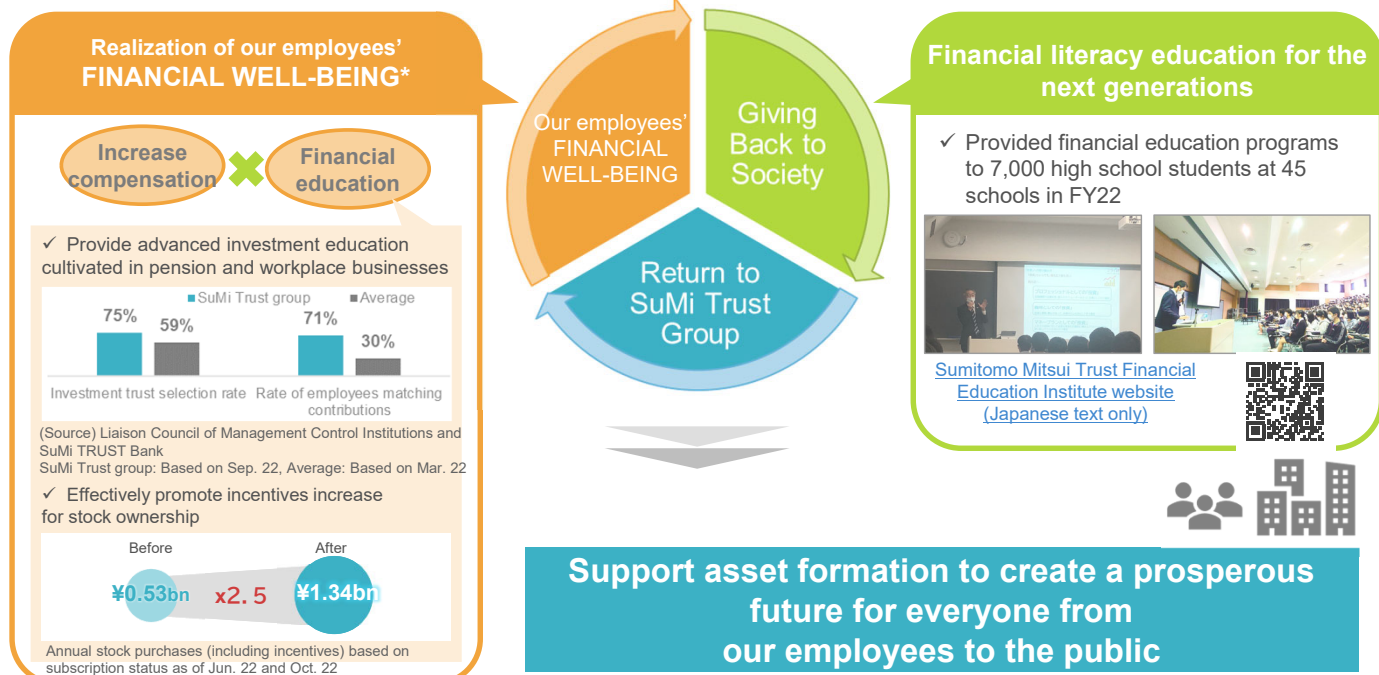 Realization of our employees’
FINANCIAL WELL-BEING*
Increase
compensation
Financial
education
✓ Provide advanced investment education
cultivated in pension and workplace businesses
SuMi Trust group
Average
75%
59%
71%
30%
Investment trust selection rate
Rate of employees matching
contributions
(Source) Liaison Council of Management Control Institutions and
SuMi TRUST Bank
SuMi Trust group: Based on Sep. 22, Average: Based on Mar. 22
✓ Effectively promote incentives increase
for stock ownership
Before
After
¥0.53bn
x2.5
¥1.34bn
Annual stock purchases (including incentives) based on
subscription status as of Jun. 22 and Oct. 22
Our employees’
FINANCIAL
WELL-BEING
Giving
Back to
Society
Return to
SuMi Trust
Group
Financial literacy education for the
next generations
✓ Provided financial education programs
to 7,000 high school students at 45
schools in FY22
Sumitomo Mitsui Trust Financial
Education Institute website
(Japanese text only)
Support asset formation to create a prosperous
future for everyone from
our employees to the public